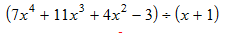 (7x⁴ + 11x³ + 4x² − 3) ÷ (x + 1)